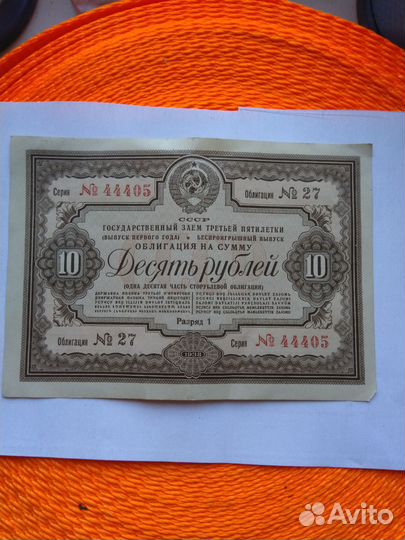 Серия № 44405
Облигация № 27
СССР
ГОСУДАРСТВЕННЫЙ ЗАЕМ ТРЕТЬЕЙ ПЯТИЛЕТКИ
(ВЫПУСК ПЕРВОГО ГОДА) БЕСПРОИГРЫШНЫЙ ВЫПУСК
ОБЛИГАЦИЯ НА СУММУ
10 Десять рублей 10
(ОДНА ДЕСЯТАЯ ЧАСТЬ СТОРУБЛЕВОЙ ОБЛИГАЦИИ)
Разряд 1
Облигация № 27
1938
Серия № 44405
Avito